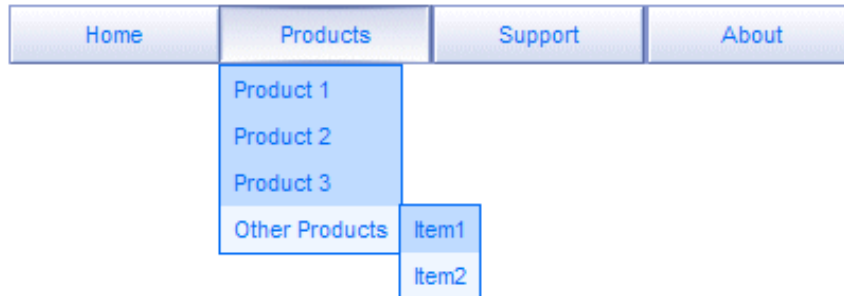 Home Products Support About
Product 1
Product 2
Product 3
Other Products Item1
Item2